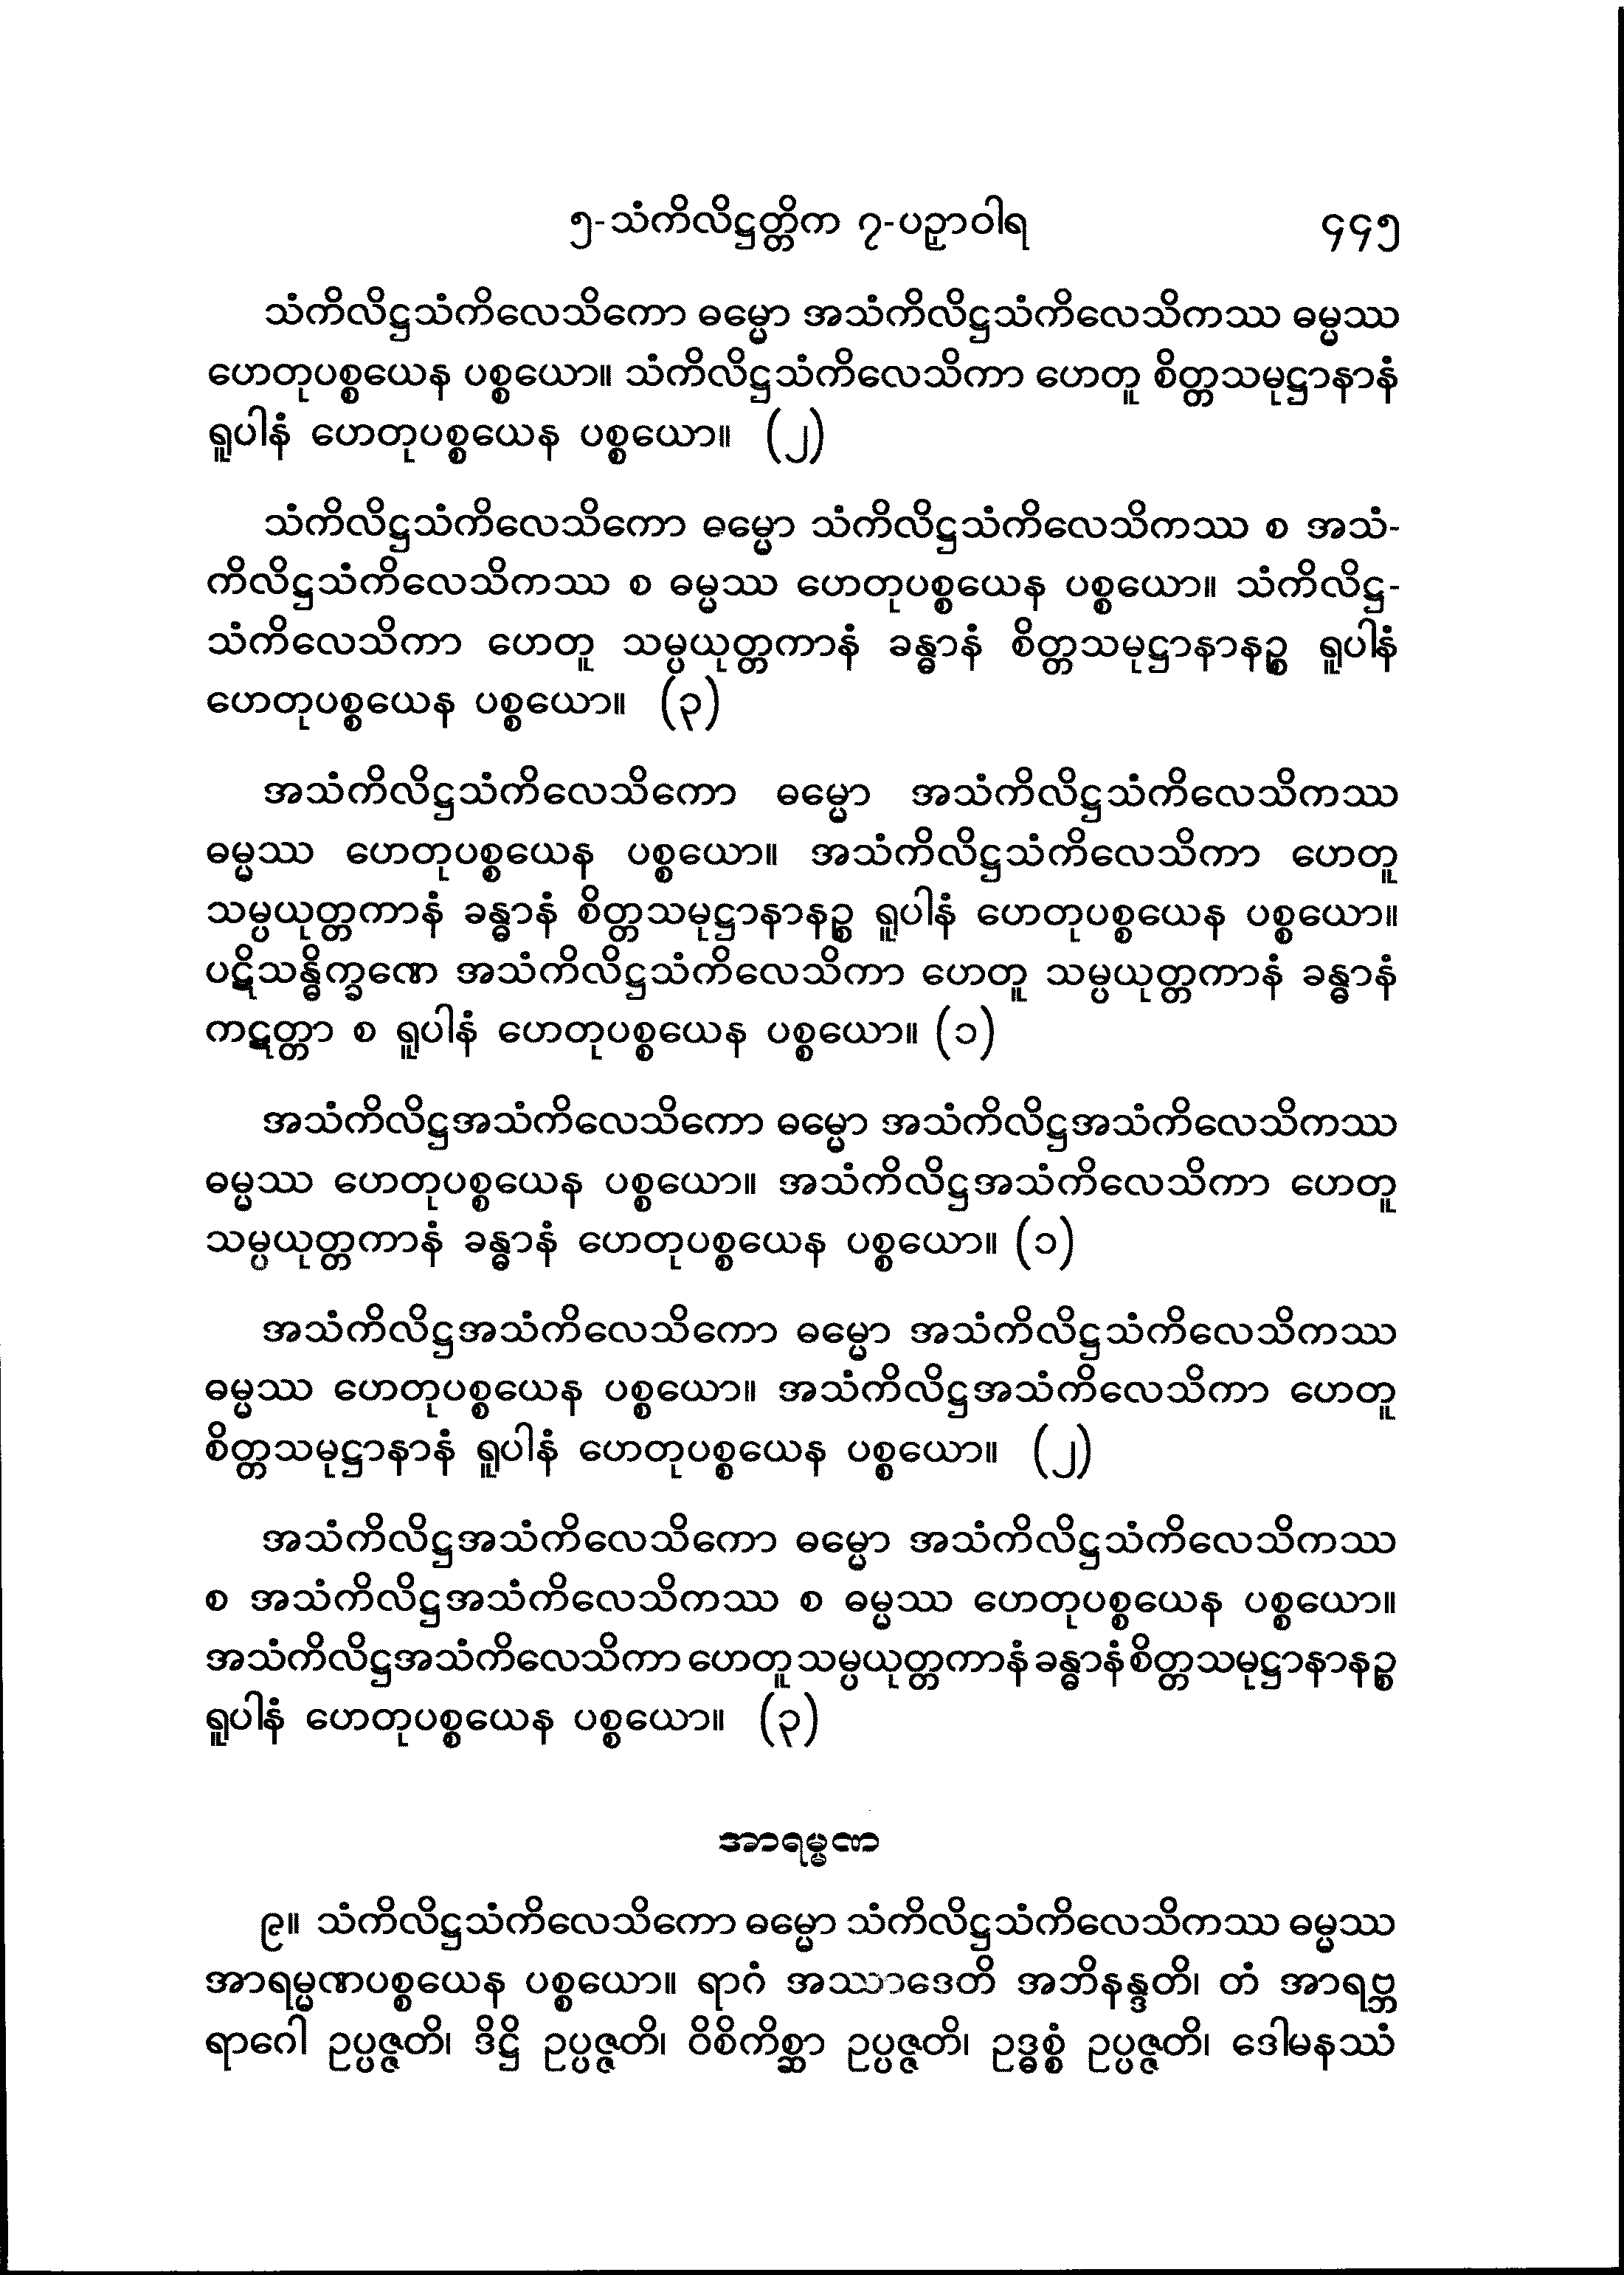 ၅-သံကိလိဋ္ဌတ္တိက ၇-ပဉှာဝါရ ၄၄၅
သံကိလိဋ္ဌသံကိလေသိကော ဓမ္မော အသံကိလိဋ္ဌသံကိလေသိကဿ ဓမ္မဿ
ဟေတုပစ္စယေန ပစ္စယော။ သံကိလိဋ္ဌသံကိလေသိကာ ဟေတူ စိတ္တသမုဋ္ဌာနာနံ
ရူပါနံ ဟေတုပစ္စယေန ပစ္စယော။ (၂)
သံကိလိဋ္ဌသံကိလေသိကော ဓမ္မော သံကိလိဋ္ဌသံကိလေသိကဿ စ အသံ-
ကိလိဋ္ဌသံကိလေသိကဿ စ ဓမ္မဿ ဟေတုပစ္စယေန ပစ္စယော။ သံကိလိဋ္ဌ-
သံကိလေသိကာ ဟေတူ သမ္ပယုတ္တကာနံ ခန္ဓာနံ စိတ္တသမုဋ္ဌာနာနဉ္စ ရူပါနံ
ဟေတုပစ္စယေန ပစ္စယော။ (၃)
အသံကိလိဋ္ဌသံကိလေသိကော ဓမ္မော အသံကိလိဋ္ဌသံကိလေသိကဿ
ဓမ္မဿ ဟေတုပစ္စယေန ပစ္စယော။ အသံကိလိဋ္ဌသံကိလေသိကာ ဟေတူ
သမ္ပယုတ္တကာနံ ခန္ဓာနံ စိတ္တသမုဋ္ဌာနာနဉ္စ ရူပါနံ ဟေတုပစ္စယေန ပစ္စယော။
ပဋိသန္ဓိက္ခဏေ အသံကိလိဋ္ဌသံကိလေသိကာ ဟေတူ သမ္ပယုတ္တကာနံ ခန္ဓာနံ
ကဋတ္တာ စ ရူပါနံ ဟေတုပစ္စယေန ပစ္စယော။ (၁)
အသံကိလိဋ္ဌအသံကိလေသိကော ဓမ္မော အသံကိလိဋ္ဌအသံကိလေသိကဿ
ဓမ္မဿ ဟေတုပစ္စယေန ပစ္စယော။ အသံကိလိဋ္ဌအသံကိလေသိကာ ဟေတူ
သမ္ပယုတ္တကာနံ ခန္ဓာနံ ဟေတုပစ္စယေန ပစ္စယော။ (၁)
အသံကိလိဋ္ဌအသံကိလေသိကော ဓမ္မော အသံကိလိဋ္ဌသံကိလေသိကဿ
ဓမ္မဿ ဟေတုပစ္စယေန ပစ္စယော။ အသံကိလိဋ္ဌအသံကိလေသိကာ ဟေတူ
စိတ္တသမုဋ္ဌာနာနံ ရူပါနံ ဟေတုပစ္စယေန ပစ္စယော။ (၂)
အသံကိလိဋ္ဌအသံကိလေသိကော ဓမ္မော အသံကိလိဋ္ဌသံကိလေသိကဿ
စ အသံကိလိဋ္ဌအသံကိလေသိကဿ စ ဓမ္မဿ ဟေတုပစ္စယေန ပစ္စယော။
အသံကိလိဋ္ဌအသံကိလေသိကာ ဟေတူ သမ္ပယုတ္တကာနံ ခန္ဓာနံ စိတ္တသမုဋ္ဌာနာနဉ္စ
ရူပါနံ ဟေတုပစ္စယေန ပစ္စယော။ (၃)
အာရမ္မဏ
၉။ သံကိလိဋ္ဌသံကိလေသိကော ဓမ္မော သံကိလိဋ္ဌသံကိလေသိကဿ ဓမ္မဿ
အာရမ္မဏပစ္စယေန ပစ္စယော။ ရာဂံ အဿာဒေတိ အဘိနန္ဒတိ၊ တံ အာရဗ္ဘ
ရာဂေါ ဥပ္ပဇ္ဇတိ၊ ဒိဋ္ဌိ ဥပ္ပဇ္ဇတိ၊ ဝိစိကိစ္ဆာ ဥပ္ပဇ္ဇတိ၊ ဥဒ္ဓစ္စံ ဥပ္ပဇ္ဇတိ၊ ဒေါမနဿံ